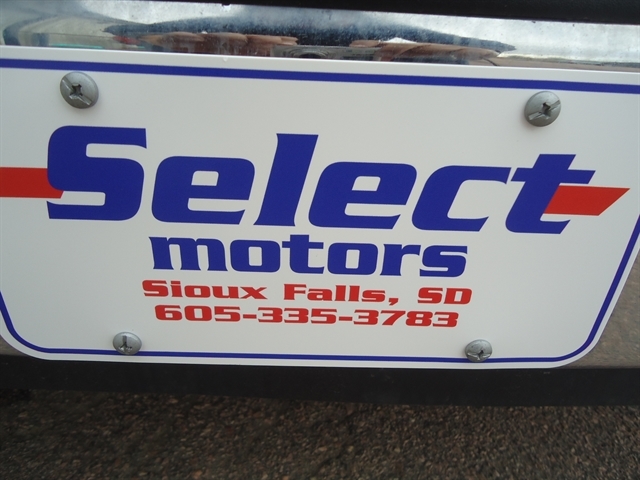 Select
motors
Sioux Falls, SD
605-335-3783